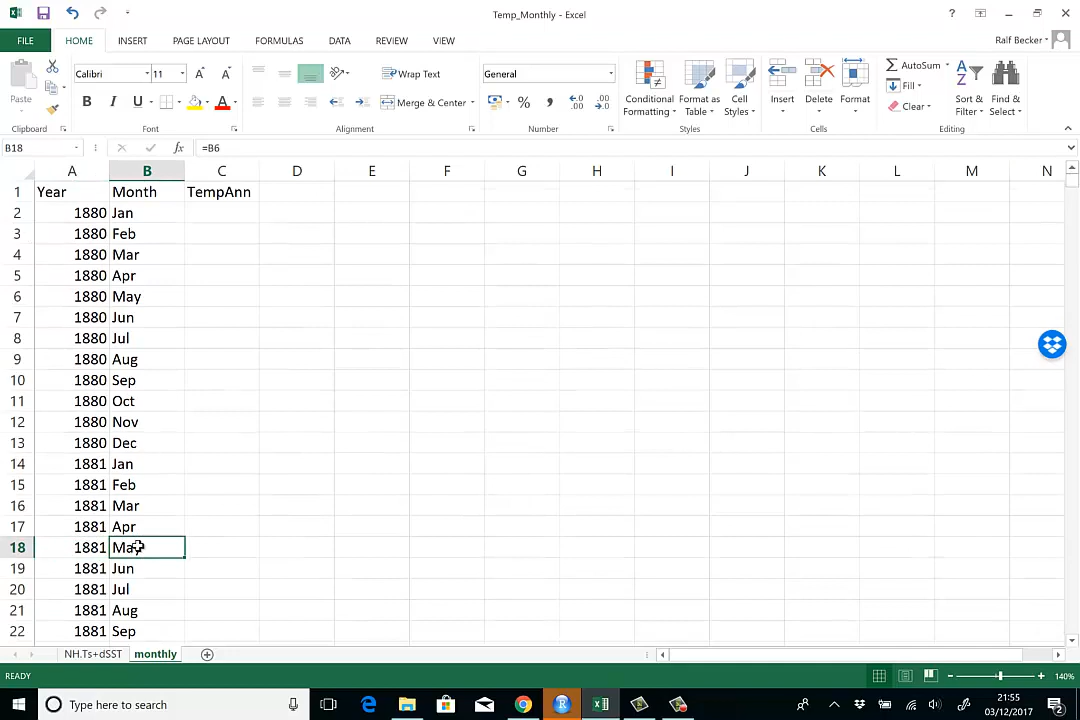 Temp_Monthly - Excel
FILE HOME INSERT PAGE LAYOUT FORMULAS DATA REVIEW VIEW Ralf Becker
Paste
Calibri 11
B I U
Wrap Text
Merge & Center
General
Conditional Formatting
Format as Table
Cell Styles
Insert Delete Format
AutoSum
Fill
Clear
Sort & Filter
Find & Select
Clipboard Font Alignment Number Styles Cells Editing
B18 fx =B6
A B C D E F G H I J K L M N
1 Year Month TempAnn
2 1880 Jan
3 1880 Feb
4 1880 Mar
5 1880 Apr
6 1880 May
7 1880 Jun
8 1880 Jul
9 1880 Aug
10 1880 Sep
11 1880 Oct
12 1880 Nov
13 1880 Dec
14 1881 Jan
15 1881 Feb
16 1881 Mar
17 1881 Apr
18 1881 May
19 1881 Jun
20 1881 Jul
21 1881 Aug
22 1881 Sep
NH.Ts+dSST monthly
READY 140%
Type here to search
21:55
03/12/2017